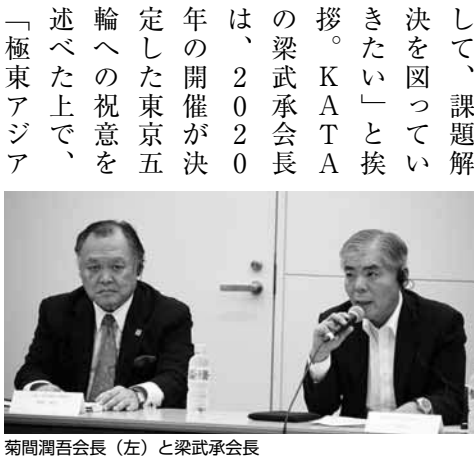 して、課題解
決を図ってい
きたい」と挨
拶。KATA
の梁武承会長
は、2020
年の開催が決
定した東京五
輪への祝意を
述べた上で、
「極東アジア
菊間潤吾会長（左）と梁武承会長